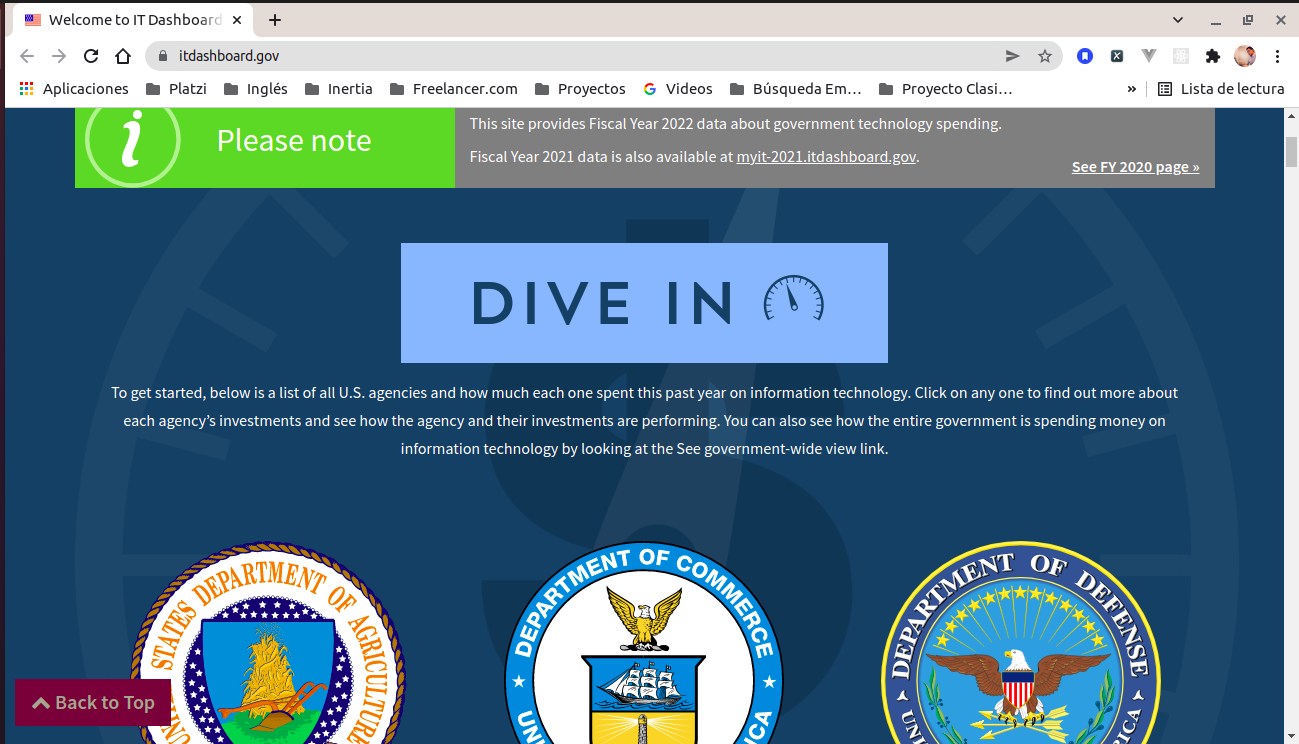 Welcome to IT Dashboard
itdashboard.gov
Aplicaciones Platzi Inglés Inertia Freelancer.com Proyectos Videos Búsqueda Em… Proyecto Clasi… » Lista de lectura
i Please note
This site provides Fiscal Year 2022 data about government technology spending.
Fiscal Year 2021 data is also available at myit-2021.itdashboard.gov.
See FY 2020 page »
DIVE IN
To get started, below is a list of all U.S. agencies and how much each one spent this past year on information technology. Click on any one to find out more about
each agency’s investments and see how the agency and their investments are performing. You can also see how the entire government is spending money on
information technology by looking at the See government-wide view link.
STATES DEPARTMENT OF AGRICULTURE
DEPARTMENT OF COMMERCE
DEPARTMENT OF DEFENSE
Back to Top